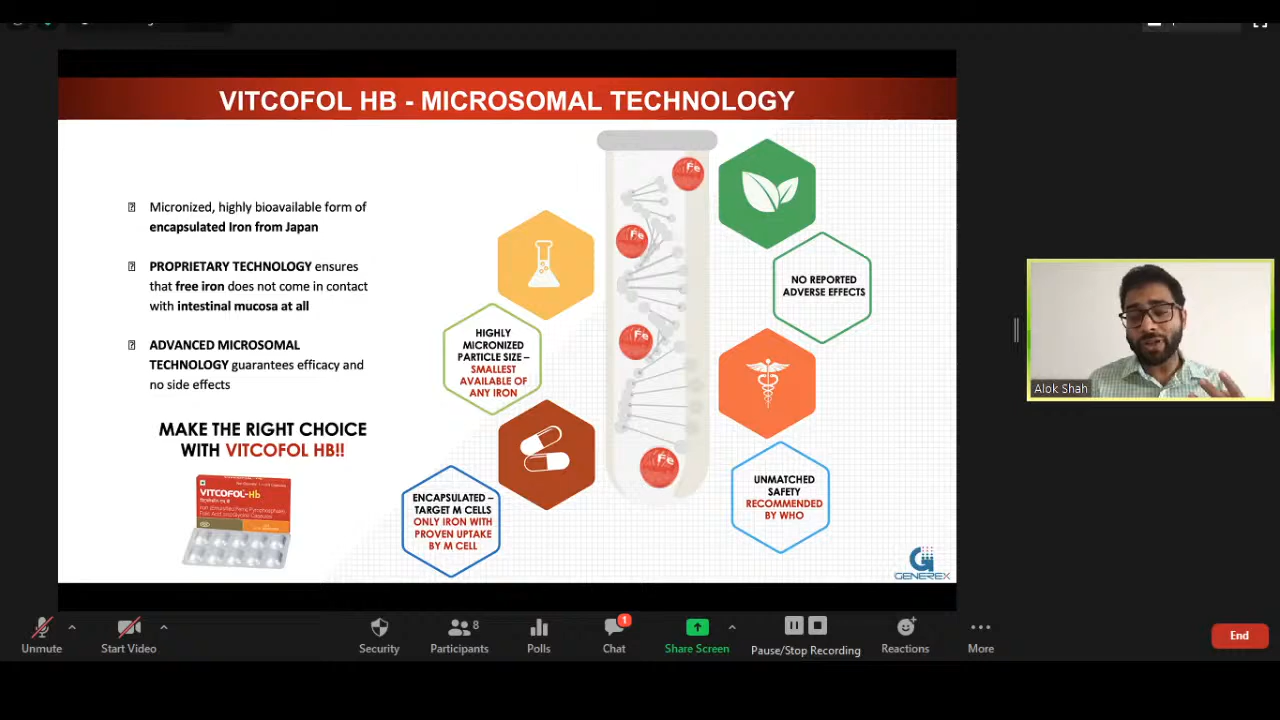 VITCOFOL HB - MICROSOMAL TECHNOLOGY
Micronized, highly bioavailable form of
encapsulated Iron from Japan
PROPRIETARY TECHNOLOGY ensures
that free iron does not come in contact
with intestinal mucosa at all
ADVANCED MICROSOMAL
TECHNOLOGY guarantees efficacy and
no side effects
MAKE THE RIGHT CHOICE
WITH VITCOFOL HB!!
VITCOFOL-Hb
HIGHLY
MICRONIZED
PARTICLE SIZE –
SMALLEST
AVAILABLE OF
ANY IRON
ENCAPSULATED –
TARGET M CELLS
ONLY IRON WITH
PROVEN UPTAKE
BY M CELL
Fe
Fe
Fe
Fe
NO REPORTED
ADVERSE EFFECTS
UNMATCHED
SAFETY
RECOMMENDED
BY WHO
GENEREX
Alok Shah
Unmute
Start Video
Security
8
Participants
Polls
1
Chat
Share Screen
Pause/Stop Recording
Reactions
More
End